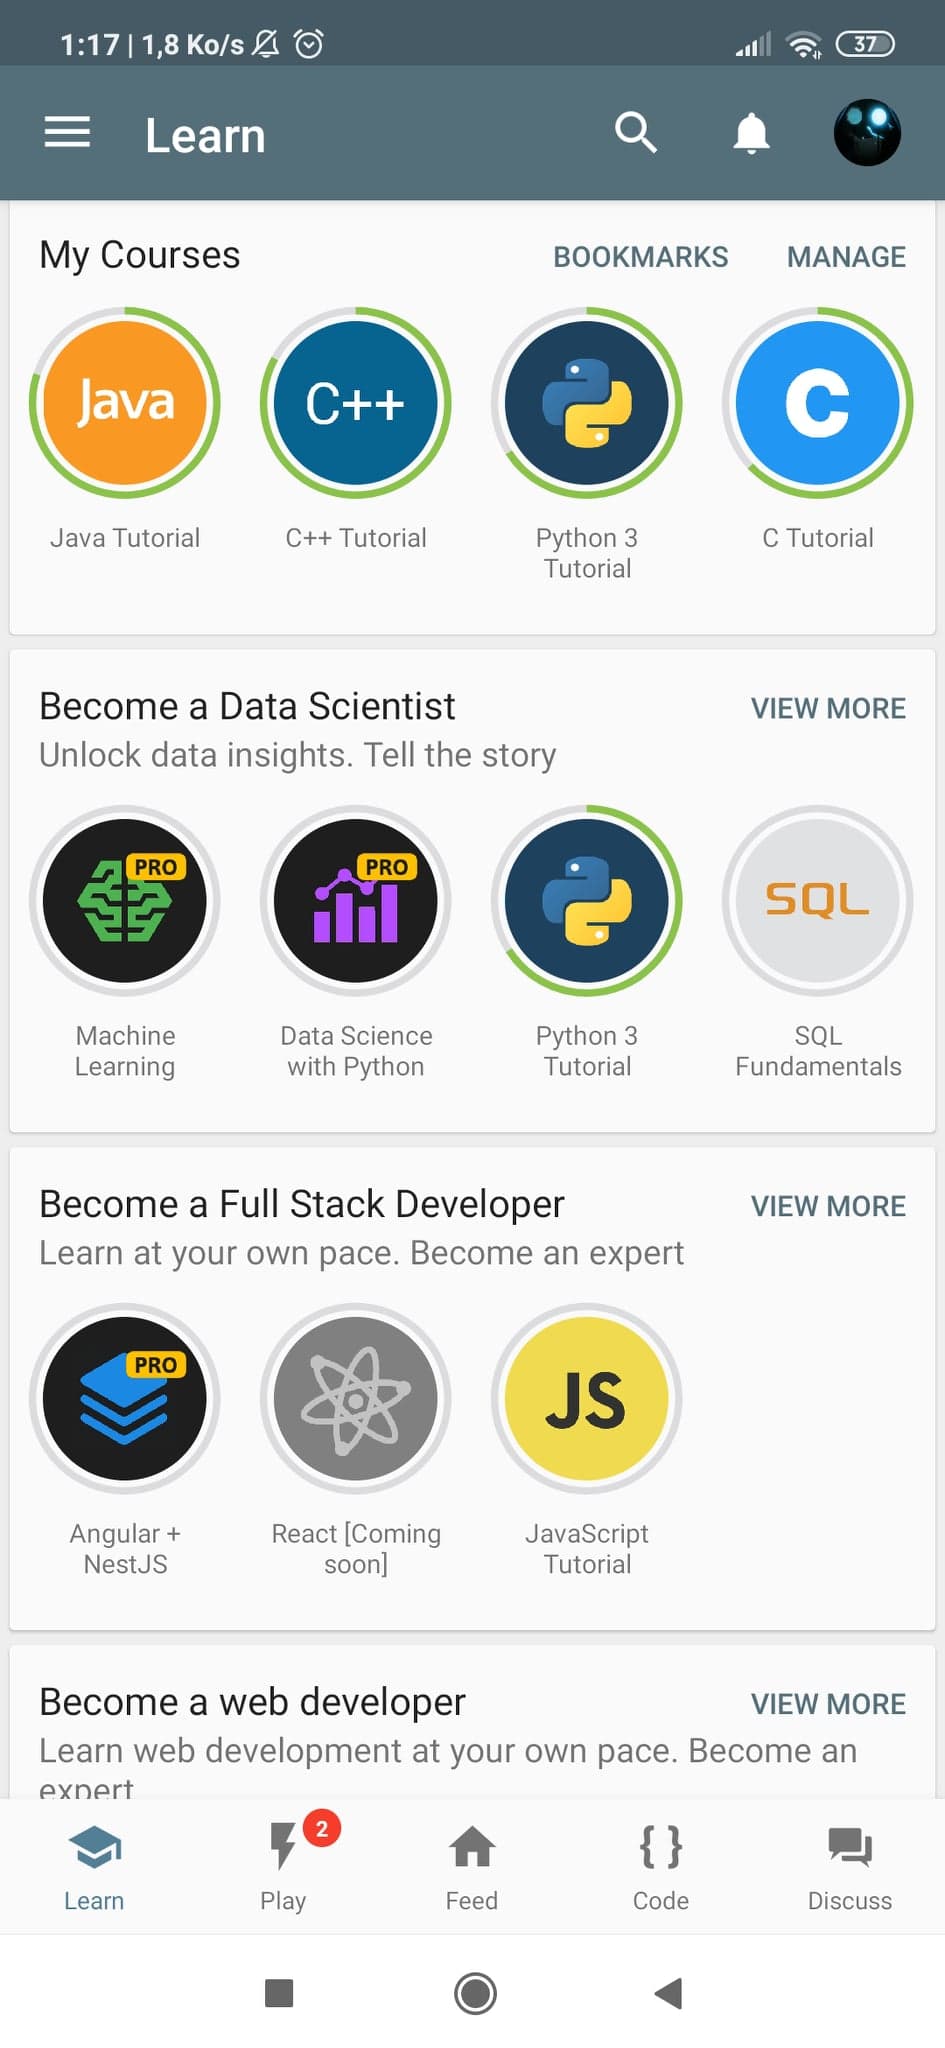 1:17 | 1,8 Ko/s
37
Learn
My Courses
BOOKMARKS
MANAGE
Java
C++
C
Java Tutorial
C++ Tutorial
Python 3
Tutorial
C Tutorial
Become a Data Scientist
VIEW MORE
Unlock data insights. Tell the story
PRO
PRO
SQL
Machine
Learning
Data Science
with Python
Python 3
Tutorial
SQL
Fundamentals
Become a Full Stack Developer
VIEW MORE
Learn at your own pace. Become an expert
PRO
JS
Angular +
NestJS
React [Coming
soon]
JavaScript
Tutorial
Become a web developer
VIEW MORE
Learn web development at your own pace. Become an
expert
2
{ }
Learn
Play
Feed
Code
Discuss